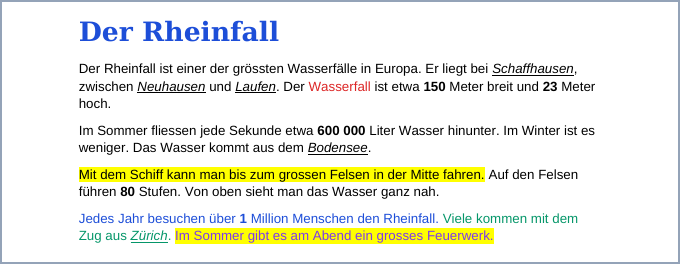 Der Rheinfall
Der Rheinfall ist einer der grössten Wasserfälle in Europa. Er liegt bei Schaffhausen,
zwischen Neuhausen und Laufen. Der Wasserfall ist etwa 150 Meter breit und 23 Meter
hoch.
Im Sommer fliessen jede Sekunde etwa 600 000 Liter Wasser hinunter. Im Winter ist es
weniger. Das Wasser kommt aus dem Bodensee.
Mit dem Schiff kann man bis zum grossen Felsen in der Mitte fahren. Auf den Felsen
führen 80 Stufen. Von oben sieht man das Wasser ganz nah.
Jedes Jahr besuchen über 1 Million Menschen den Rheinfall. Viele kommen mit dem
Zug aus Zürich. Im Sommer gibt es am Abend ein grosses Feuerwerk.